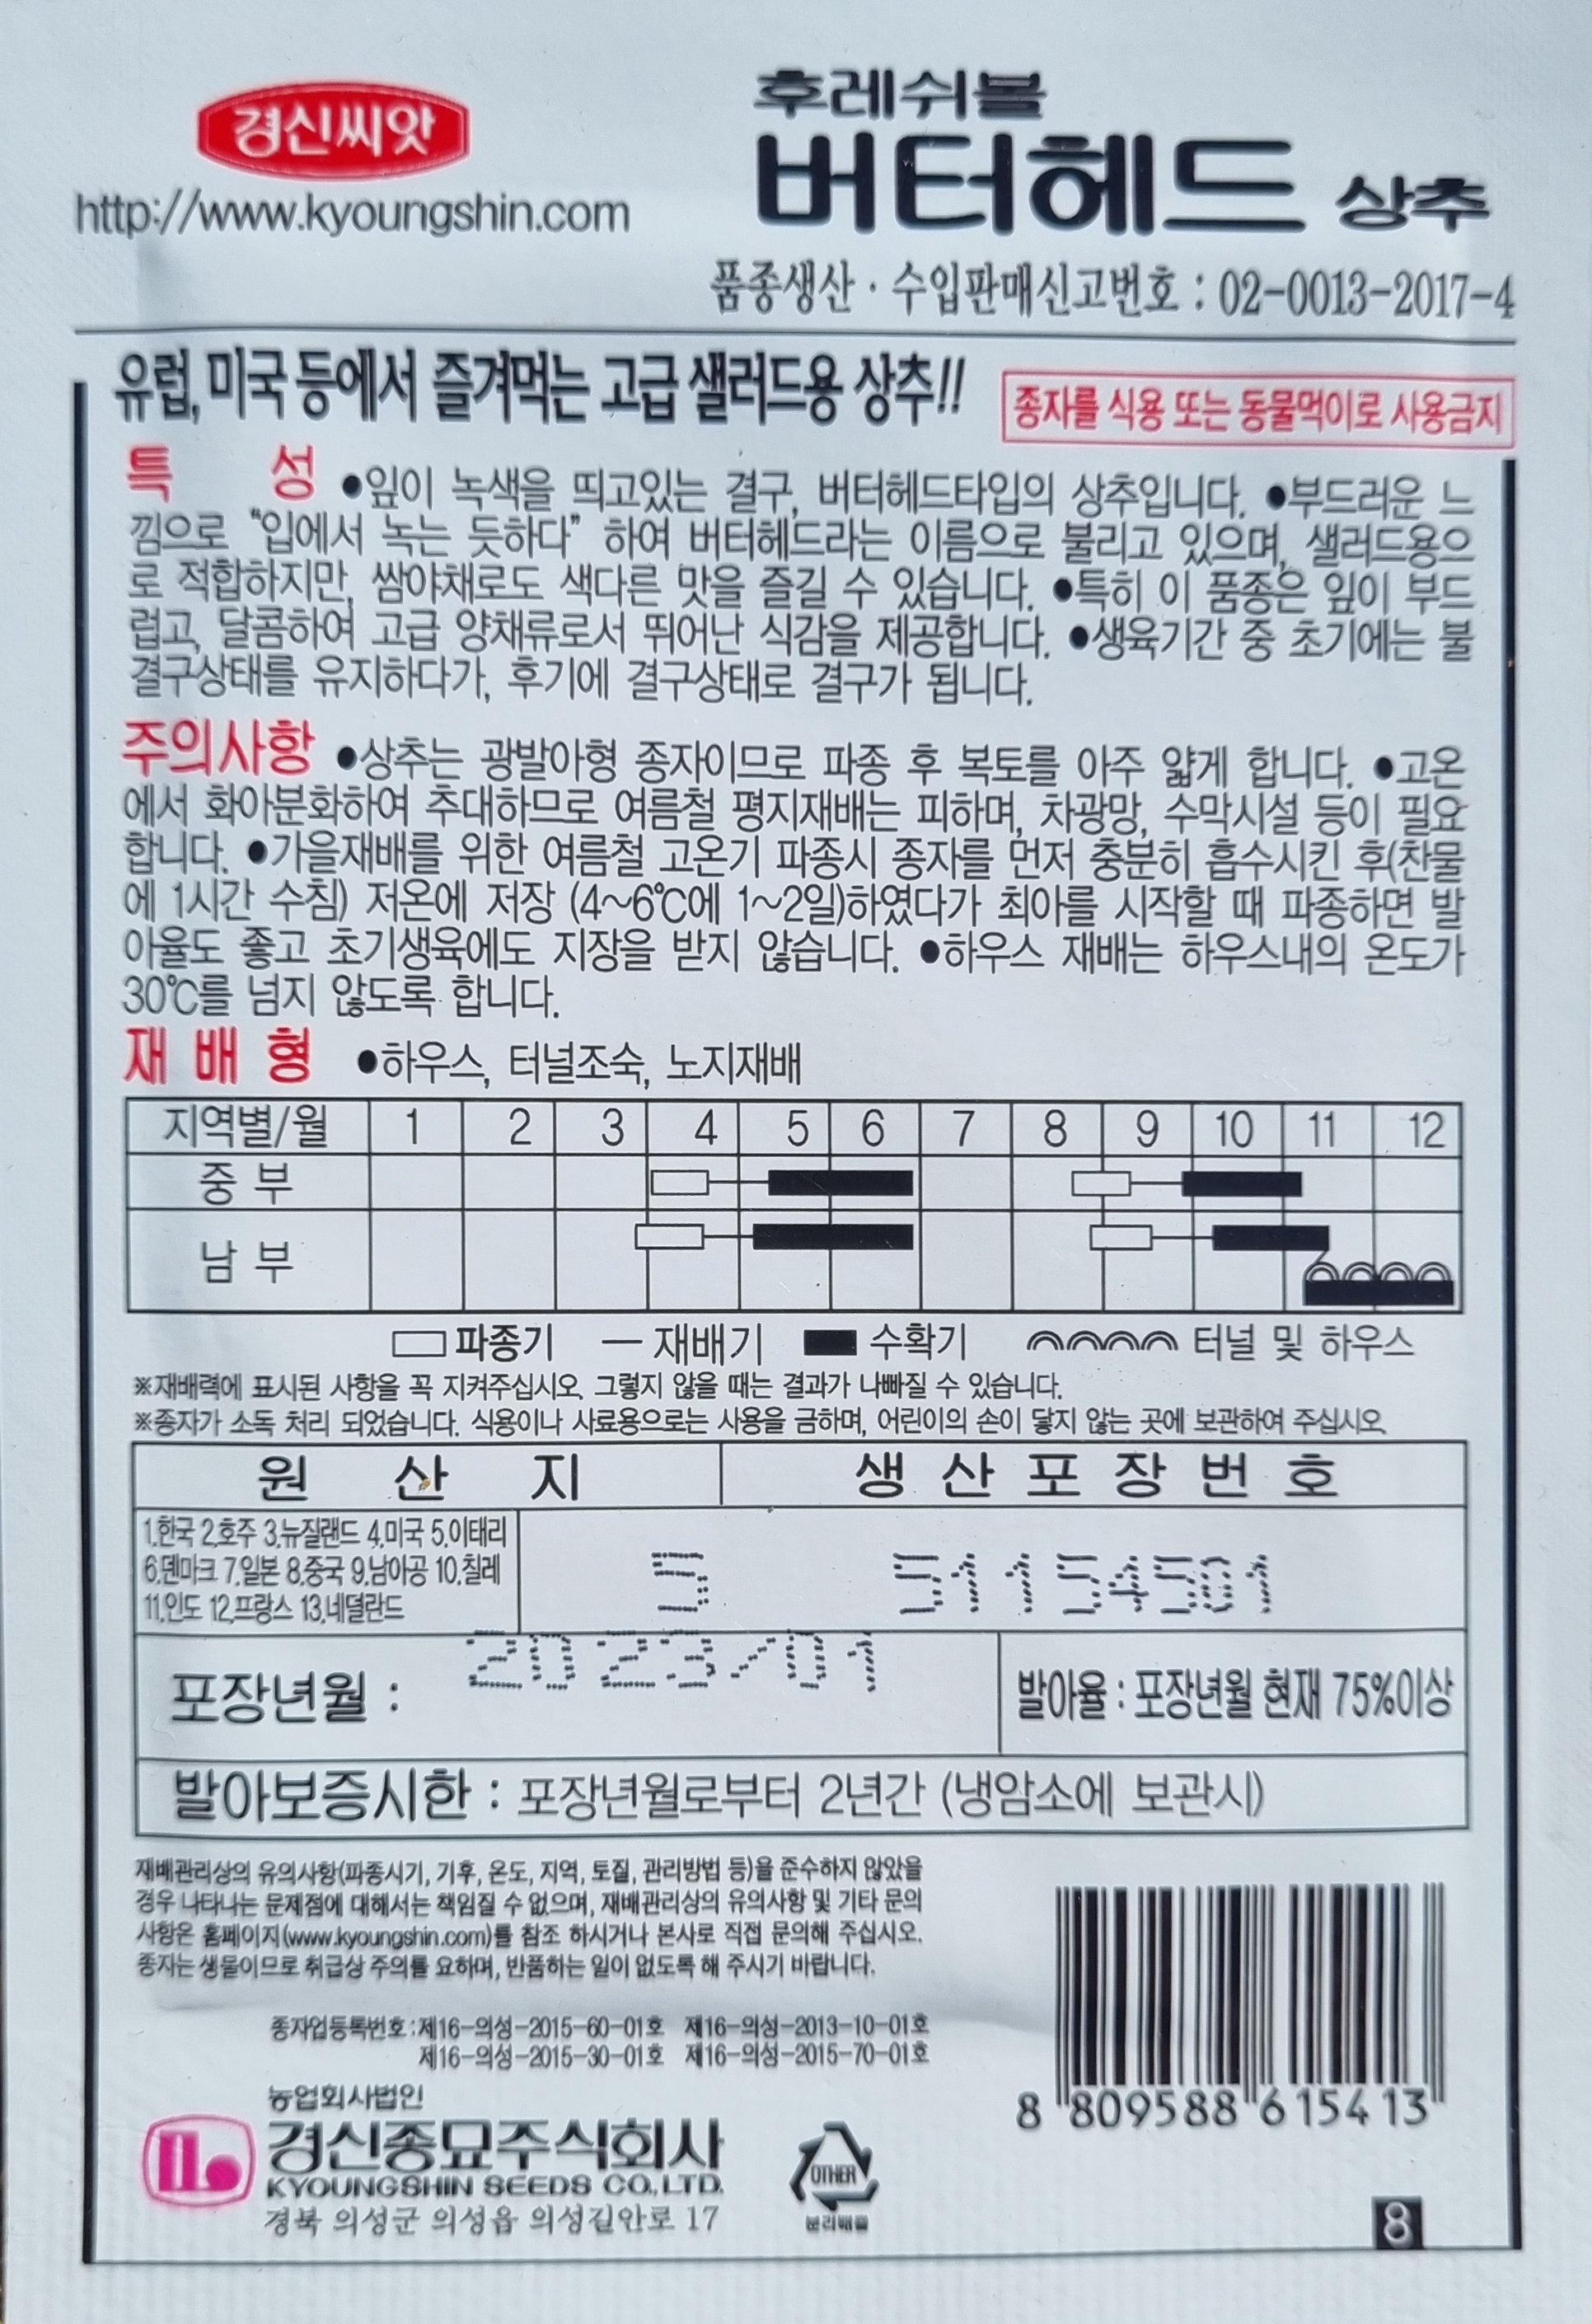 경신씨앗
http://www.kyoungshin.com
후레쉬볼
버터헤드 상추
품종생산 · 수입판매신고번호 : 02-0013-2017-4
유럽, 미국 등에서 즐겨먹는 고급 샐러드용 상추!!
종자를 식용 또는 동물먹이로 사용금지
특 성 ●잎이 녹색을 띄고있는 결구, 버터헤드타입의 상추입니다. ●부드러운 느
낌으로 "입에서 녹는 듯하다" 하여 버터헤드라는 이름으로 불리고 있으며, 샐러드용으
로 적합하지만, 쌈야채로도 색다른 맛을 즐길 수 있습니다. ●특히 이 품종은 잎이 부드
럽고, 달콤하여 고급 양채류로서 뛰어난 식감을 제공합니다. ●생육기간 중 초기에는 불
결구상태를 유지하다가, 후기에 결구상태로 결구가 됩니다.
주의사항 ●상추는 광발아형 종자이므로 파종 후 복토를 아주 얇게 합니다. ●고온
에서 화아분화하여 추대하므로 여름철 평지재배는 피하며, 차광망, 수막시설 등이 필요
합니다. ●가을재배를 위한 여름철 고온기 파종시 종자를 먼저 충분히 흡수시킨 후(찬물
에 1시간 수침) 저온에 저장 (4~6℃에 1~2일)하였다가 최아를 시작할 때 파종하면 발
아율도 좋고 초기생육에도 지장을 받지 않습니다. ●하우스 재배는 하우스내의 온도가
30℃를 넘지 않도록 합니다.
재 배 형 ●하우스, 터널조숙, 노지재배
지역별/월 1 2 3 4 5 6 7 8 9 10 11 12
중 부
남 부
파종기 재배기 수확기 터널 및 하우스
※재배력에 표시된 사항을 꼭 지켜주십시오. 그렇지 않을 때는 결과가 나빠질 수 있습니다.
※종자가 소독 처리 되었습니다. 식용이나 사료용으로는 사용을 금하며, 어린이의 손이 닿지 않는 곳에 보관하여 주십시오.
원 산 지 생 산 포 장 번 호
1.한국 2.호주 3.뉴질랜드 4.미국 5.이태리
6.덴마크 7.일본 8.중국 9.남아공 10.칠레
11.인도 12.프랑스 13.네덜란드
5 51154501
포장년월 : 2023/01
발아율 : 포장년월 현재 75%이상
발아보증시한 : 포장년월로부터 2년간 (냉암소에 보관시)
재배관리상의 유의사항(파종시기, 기후, 온도, 지역, 토질, 관리방법 등)을 준수하지 않았을
경우 나타나는 문제점에 대해서는 책임질 수 없으며, 재배관리상의 유의사항 및 기타 문의
사항은 홈페이지(www.kyoungshin.com)를 참조 하시거나 본사로 직접 문의해 주십시오.
종자는 생물이므로 취급상 주의를 요하며, 반품하는 일이 없도록 해 주시기 바랍니다.
종자업등록번호:제16-의성-2015-60-01호 제16-의성-2013-10-01호
제16-의성-2015-30-01호 제16-의성-2015-70-01호
8 809588 615413
농업회사법인
경신종묘주식회사
KYOUNGSHIN SEEDS CO.,LTD.
경북 의성군 의성읍 의성길안로 17
OTHER
분리배출
8